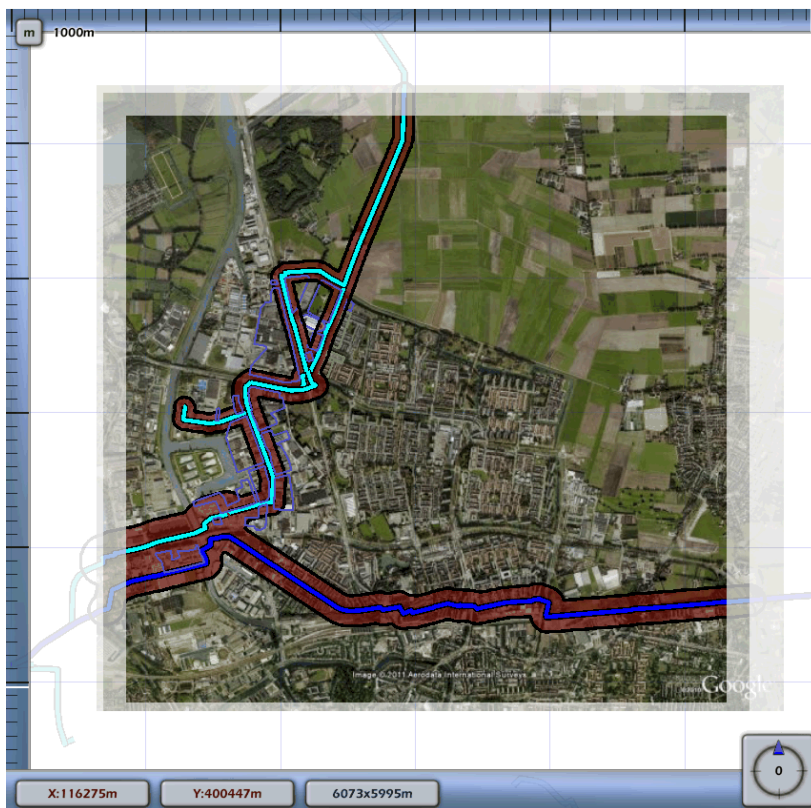 m
1000m
Image © 2011 Aerodata International Surveys
Google
X:116275m
Y:400447m
6073x5995m
0